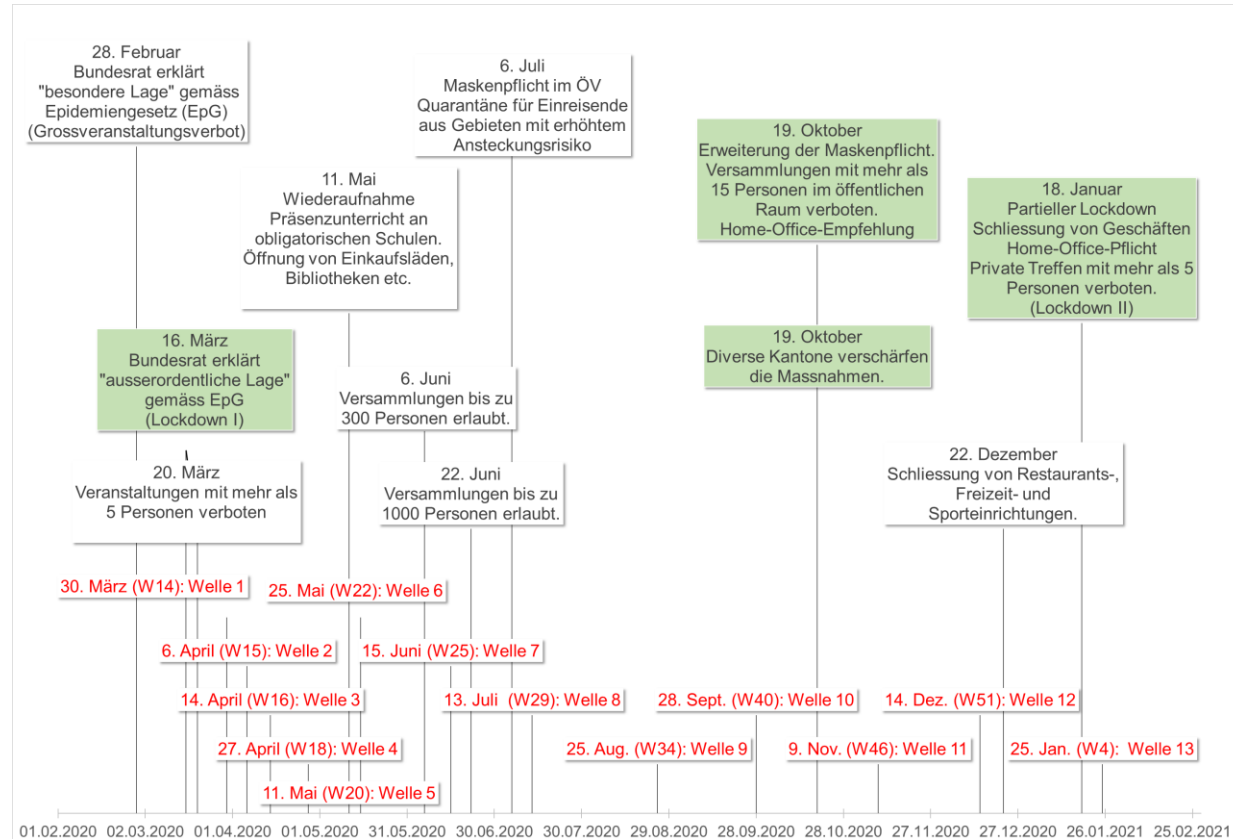 28. Februar
Bundesrat erklärt
"besondere Lage" gemäss
Epidemiengesetz (EpG)
(Grossveranstaltungsverbot)
6. Juli
Maskenpflicht im ÖV
Quarantäne für Einreisende
aus Gebieten mit erhöhtem
Ansteckungsrisiko
11. Mai
Wiederaufnahme
Präsenzunterricht an
obligatorischen Schulen.
Öffnung von Einkaufsläden,
Bibliotheken etc.
19. Oktober
Erweiterung der Maskenpflicht.
Versammlungen mit mehr als
15 Personen im öffentlichen
Raum verboten.
Home-Office-Empfehlung
18. Januar
Partieller Lockdown
Schliessung von Geschäften
Home-Office-Pflicht
Private Treffen mit mehr als 5
Personen verboten.
(Lockdown II)
16. März
Bundesrat erklärt
"ausserordentliche Lage"
gemäss EpG
(Lockdown I)
19. Oktober
Diverse Kantone verschärfen
die Massnahmen.
6. Juni
Versammlungen bis zu
300 Personen erlaubt.
20. März
Veranstaltungen mit mehr als
5 Personen verboten
22. Juni
Versammlungen bis zu
1000 Personen erlaubt.
22. Dezember
Schliessung von Restaurants-,
Freizeit- und
Sporteinrichtungen.
30. März (W14): Welle 1
25. Mai (W22): Welle 6
6. April (W15): Welle 2
15. Juni (W25): Welle 7
14. April (W16): Welle 3
13. Juli (W29): Welle 8
28. Sept. (W40): Welle 10
14. Dez. (W51): Welle 12
27. April (W18): Welle 4
25. Aug. (W34): Welle 9
9. Nov. (W46): Welle 11
25. Jan. (W4): Welle 13
11. Mai (W20): Welle 5
01.02.2020 02.03.2020 01.04.2020 01.05.2020 31.05.2020 30.06.2020 30.07.2020 29.08.2020 28.09.2020 28.10.2020 27.11.2020 27.12.2020 26.01.2021 25.02.2021